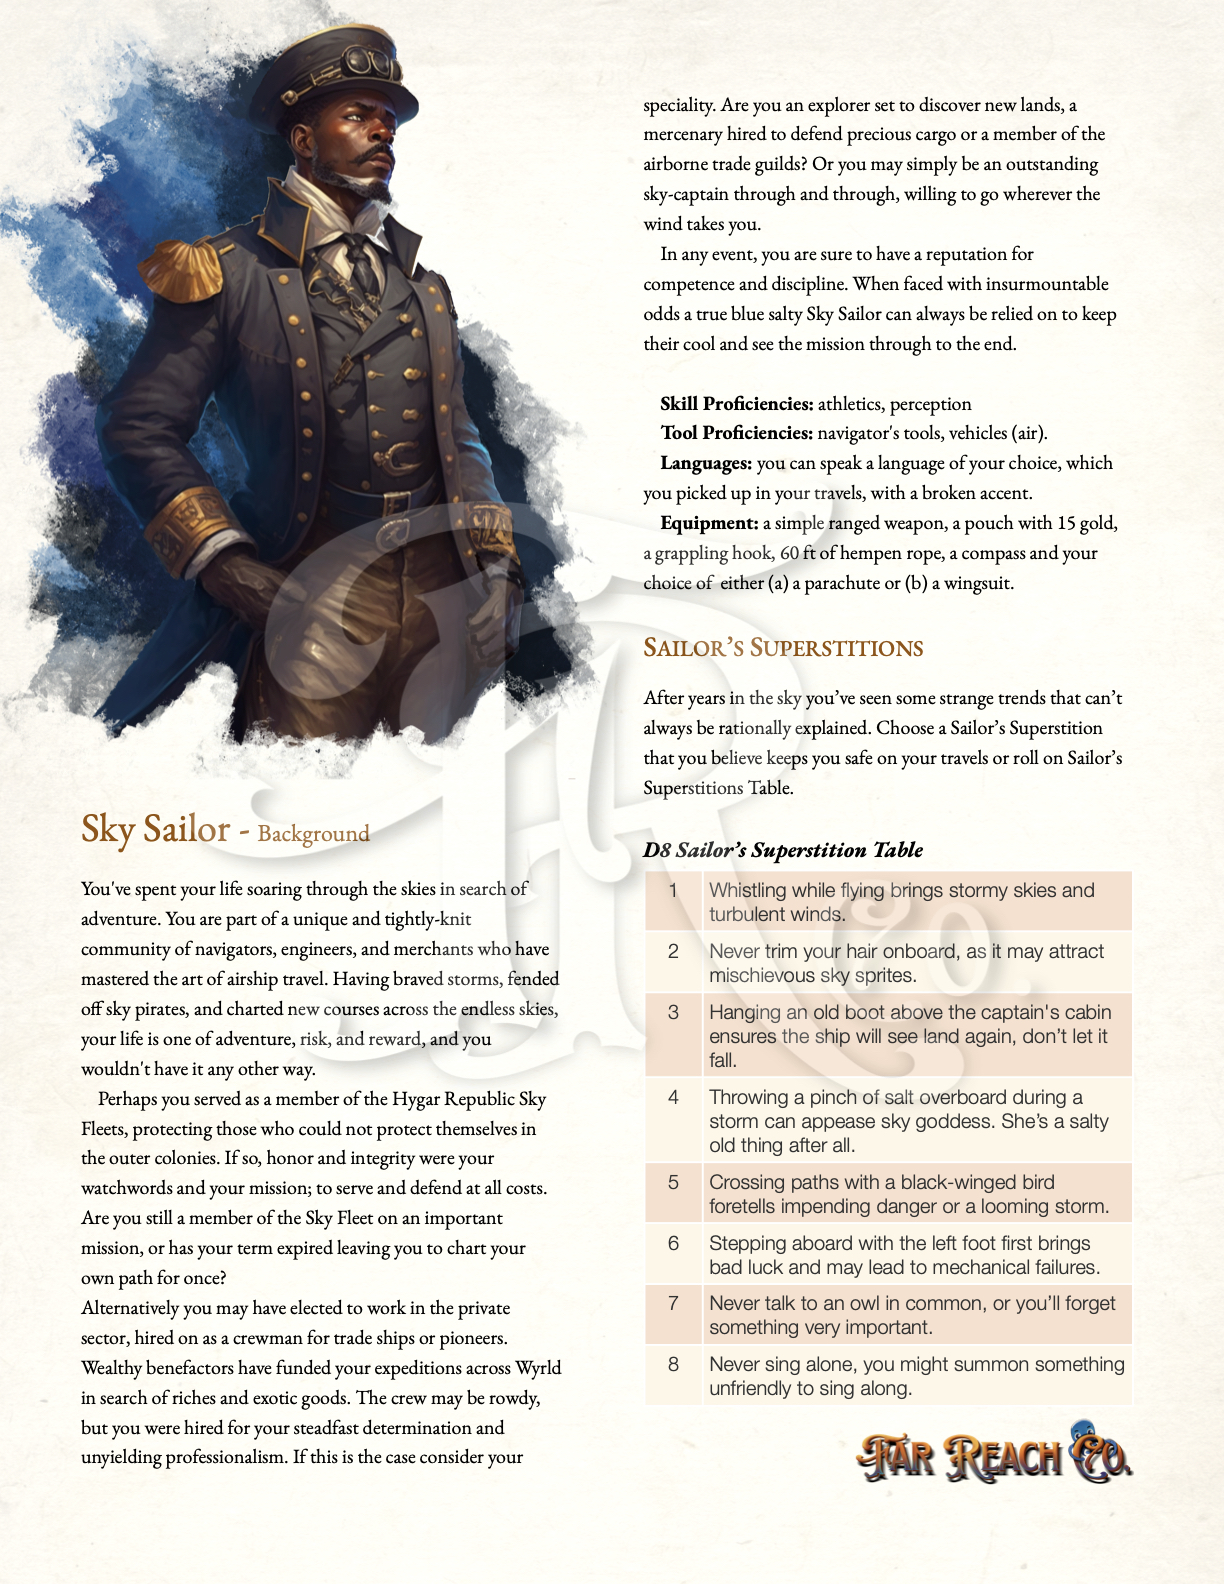 Sky Sailor - Background
You've spent your life soaring through the skies in search of
adventure. You are part of a unique and tightly-knit
community of navigators, engineers, and merchants who have
mastered the art of airship travel. Having braved storms, fended
off sky pirates, and charted new courses across the endless skies,
your life is one of adventure, risk, and reward, and you
wouldn't have it any other way.
Perhaps you served as a member of the Hygar Republic Sky
Fleets, protecting those who could not protect themselves in
the outer colonies. If so, honor and integrity were your
watchwords and your mission; to serve and defend at all costs.
Are you still a member of the Sky Fleet on an important
mission, or has your term expired leaving you to chart your
own path for once?
Alternatively you may have elected to work in the private
sector, hired on as a crewman for trade ships or pioneers.
Wealthy benefactors have funded your expeditions across Wyrld
in search of riches and exotic goods. The crew may be rowdy,
but you were hired for your steadfast determination and
unyielding professionalism. If this is the case consider your
speciality. Are you an explorer set to discover new lands, a
mercenary hired to defend precious cargo or a member of the
airborne trade guilds? Or you may simply be an outstanding
sky-captain through and through, willing to go wherever the
wind takes you.
In any event, you are sure to have a reputation for
competence and discipline. When faced with insurmountable
odds a true blue salty Sky Sailor can always be relied on to keep
their cool and see the mission through to the end.
Skill Proficiencies: athletics, perception
Tool Proficiencies: navigator's tools, vehicles (air).
Languages: you can speak a language of your choice, which
you picked up in your travels, with a broken accent.
Equipment: a simple ranged weapon, a pouch with 15 gold,
a grappling hook, 60 ft of hempen rope, a compass and your
choice of either (a) a parachute or (b) a wingsuit.
Sailor’s Superstitions
After years in the sky you’ve seen some strange trends that can’t
always be rationally explained. Choose a Sailor’s Superstition
that you believe keeps you safe on your travels or roll on Sailor’s
Superstitions Table.
D8 Sailor’s Superstition Table
1 Whistling while flying brings stormy skies and
turbulent winds.
2 Never trim your hair onboard, as it may attract
mischievous sky sprites.
3 Hanging an old boot above the captain's cabin
ensures the ship will see land again, don’t let it
fall.
4 Throwing a pinch of salt overboard during a
storm can appease sky goddess. She’s a salty
old thing after all.
5 Crossing paths with a black-winged bird
foretells impending danger or a looming storm.
6 Stepping aboard with the left foot first brings
bad luck and may lead to mechanical failures.
7 Never talk to an owl in common, or you’ll forget
something very important.
8 Never sing alone, you might summon something
unfriendly to sing along.
Far Reach Co.
FR Co.